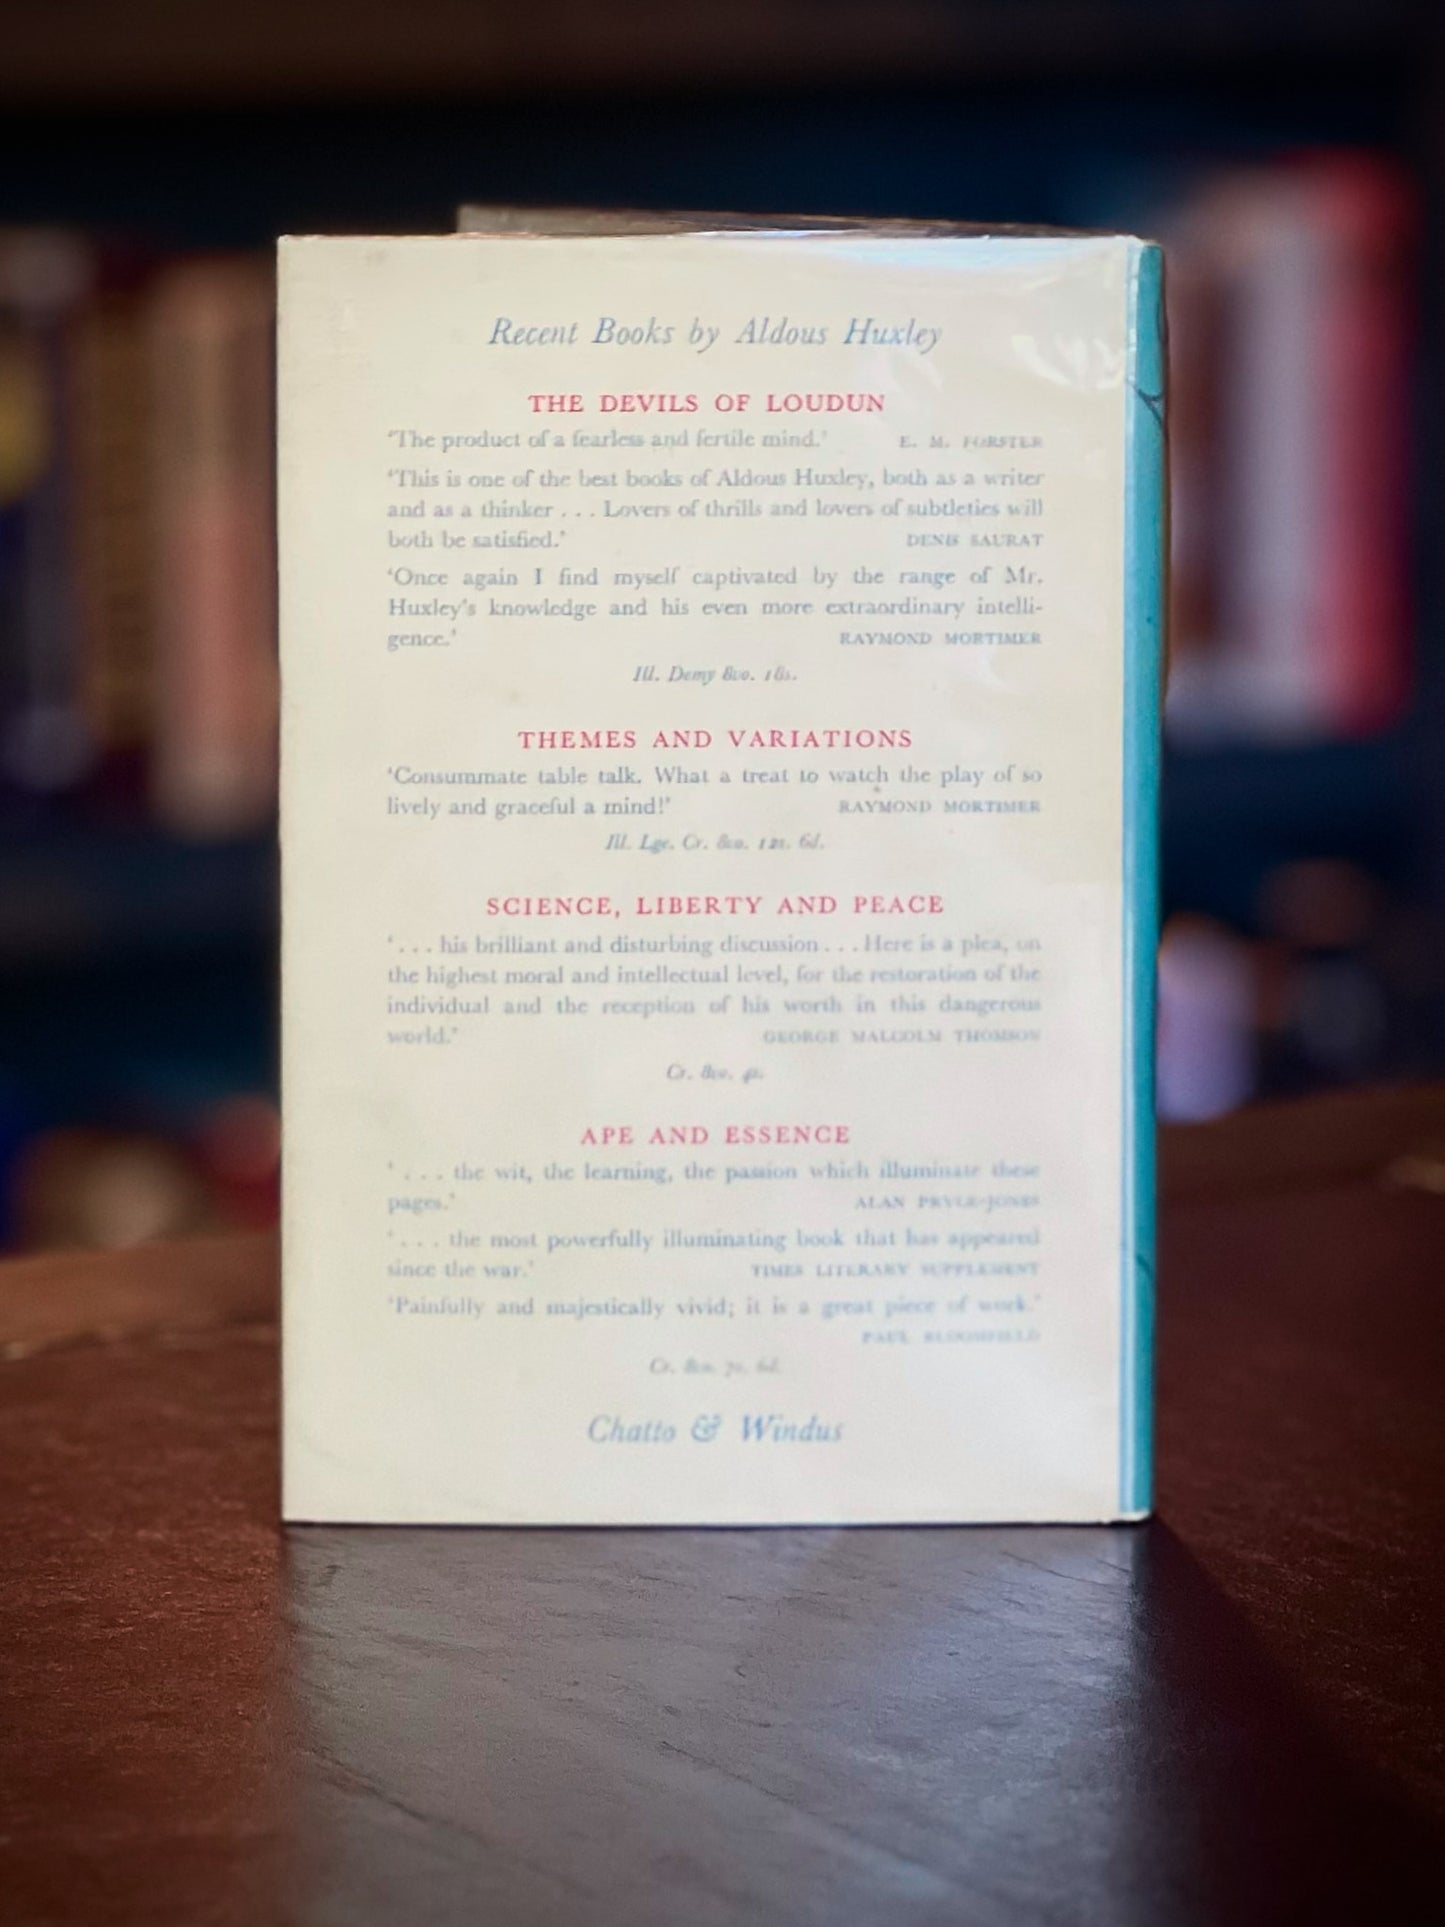 Recent Books by Aldous Huxley
THE DEVILS OF LOUDUN
‘The product of a fearless and fertile mind.’ E. M. FORSTER
‘This is one of the best books of Aldous Huxley, both as a writer
and as a thinker . . . Lovers of thrills and lovers of subtleties will
both be satisfied.’ DENIS SAURAT
‘Once again I find myself captivated by the range of Mr.
Huxley’s knowledge and his even more extraordinary intelli-
gence.’ RAYMOND MORTIMER
Ill. Demy 8vo. 18s.
THEMES AND VARIATIONS
‘Consummate table talk. What a treat to watch the play of so
lively and graceful a mind!’ RAYMOND MORTIMER
Ill. Lge. Cr. 8vo. 12s. 6d.
SCIENCE, LIBERTY AND PEACE
‘. . . his brilliant and disturbing discussion . . . Here is a plea, on
the highest moral and intellectual level, for the restoration of the
individual and the reception of his worth in this dangerous
world.’ GEORGE MALCOLM THOMSON
Cr. 8vo. 4s.
APE AND ESSENCE
‘. . . the wit, the learning, the passion which illuminate these
pages.’ ALAN PRYCE-JONES
‘. . . the most powerfully illuminating book that has appeared
since the war.’ TIMES LITERARY SUPPLEMENT
‘Painfully and majestically vivid; it is a great piece of work.’
PAUL BLOOMFIELD
Cr. 8vo. 7s. 6d.
Chatto & Windus